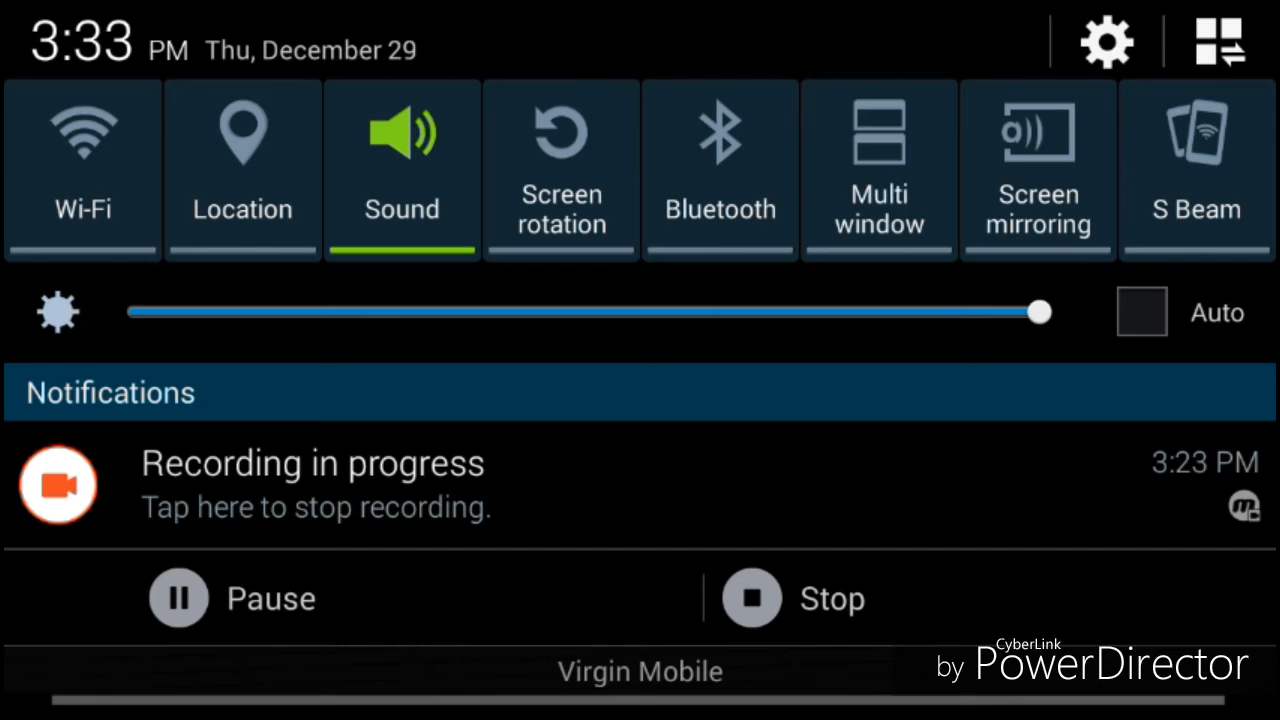 3:33 PM Thu, December 29
Wi-Fi
Location
Sound
Screen
rotation
Bluetooth
Multi
window
Screen
mirroring
S Beam
Auto
Notifications
Recording in progress
3:23 PM
Tap here to stop recording.
Pause
Stop
Virgin Mobile
CyberLink
by PowerDirector